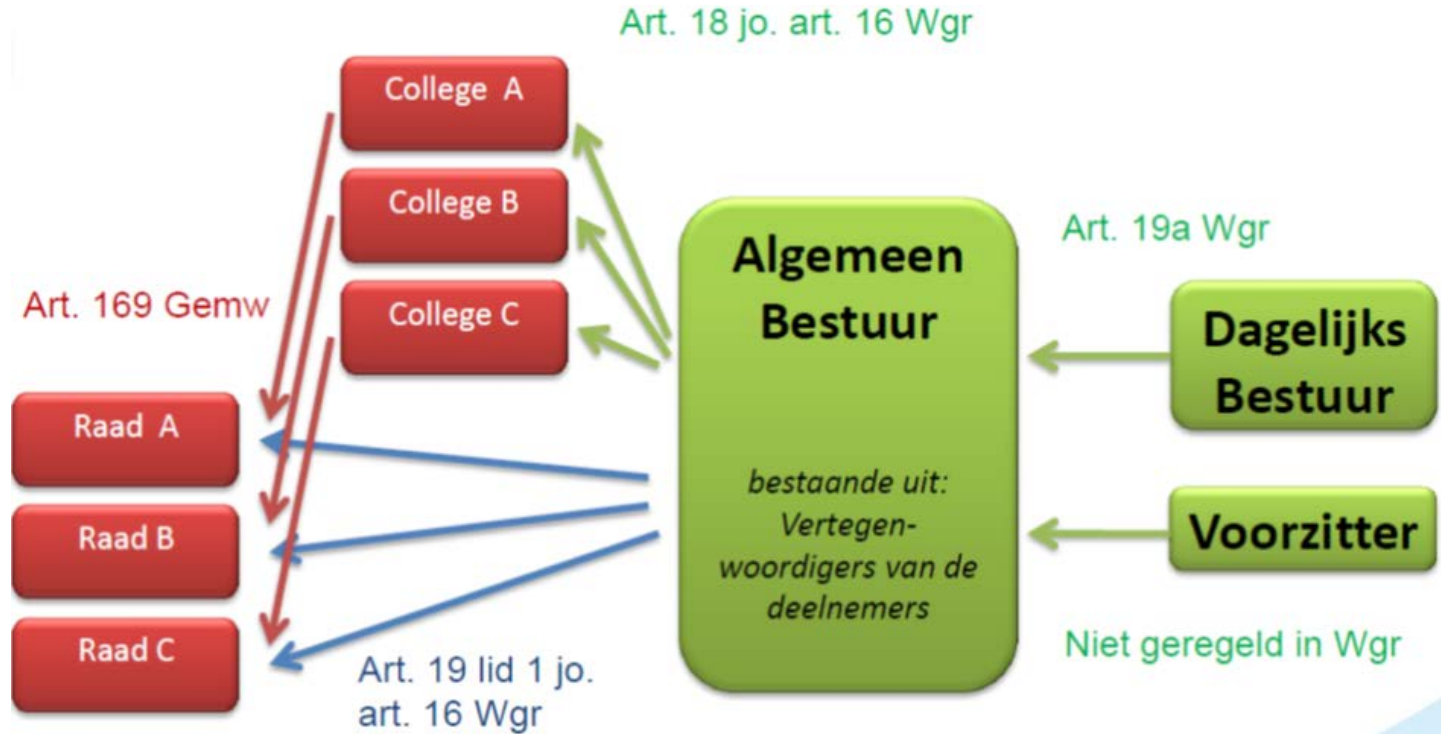 Art. 18 jo. art. 16 Wgr
College A
College B
College C
Art. 169 Gemw
Raad A
Raad B
Raad C
Art. 19 lid 1 jo.
art. 16 Wgr
Algemeen
Bestuur
bestaande uit:
Vertegen-
woordigers van de
deelnemers
Art. 19a Wgr
Dagelijks
Bestuur
Voorzitter
Niet geregeld in Wgr